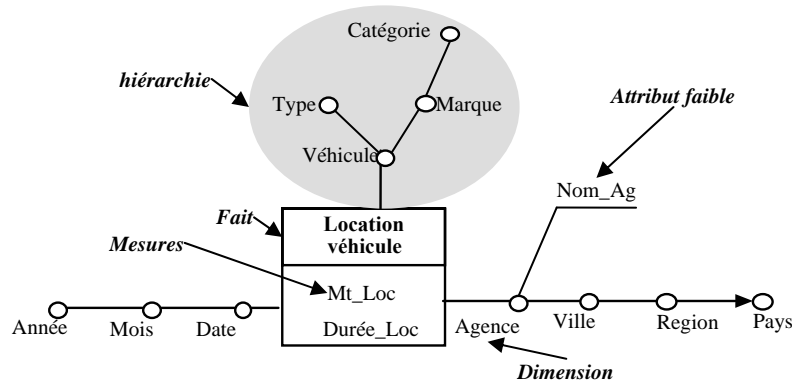 Catégorie
hiérarchie
Type
Marque
Attribut faible
Véhicule
Nom_Ag
Fait
Location
véhicule
Mesures
Mt_Loc
Année
Mois
Date
Durée_Loc
Agence
Ville
Region
Pays
Dimension